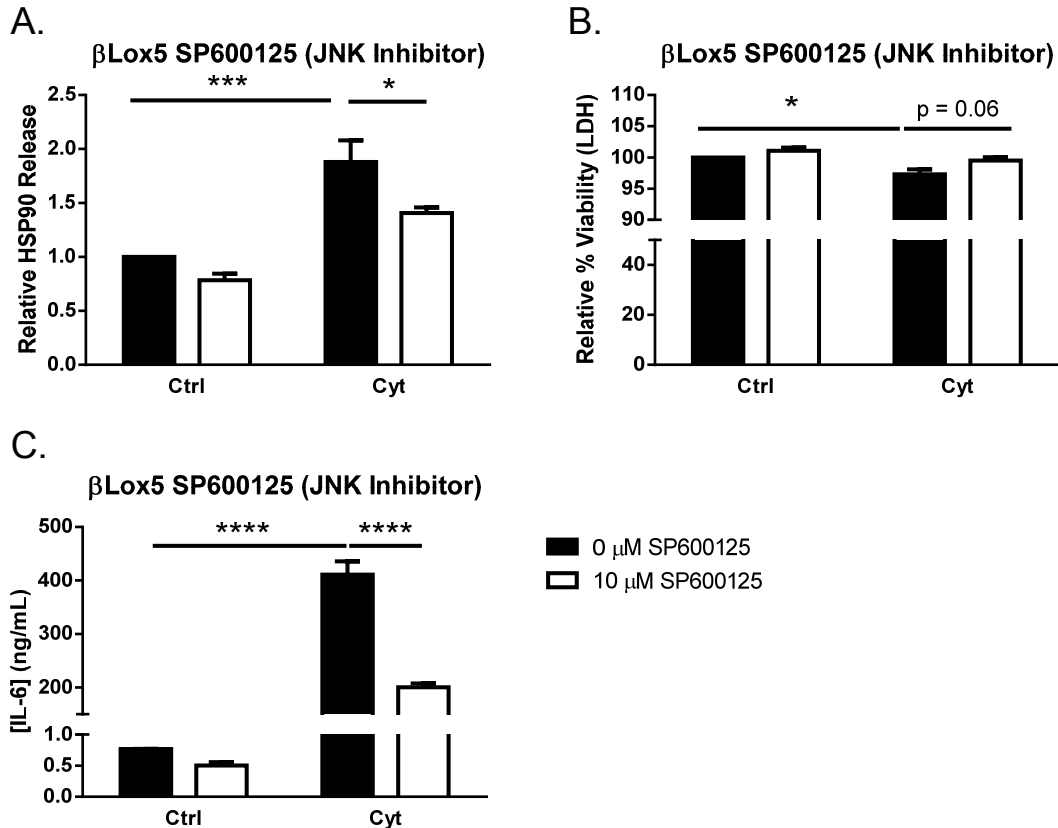 A.
βLox5 SP600125 (JNK Inhibitor)
*** *
Relative HSP90 Release
2.5
2.0
1.5
1.0
0.5
0.0
Ctrl Cyt
B.
βLox5 SP600125 (JNK Inhibitor)
* p = 0.06
Relative % Viability (LDH)
110
105
100
95
90
40
20
0
Ctrl Cyt
C.
βLox5 SP600125 (JNK Inhibitor)
**** ****
[IL-6] (ng/mL)
500
400
300
200
1.0
0.5
0.0
Ctrl Cyt
0 μM SP600125
10 μM SP600125